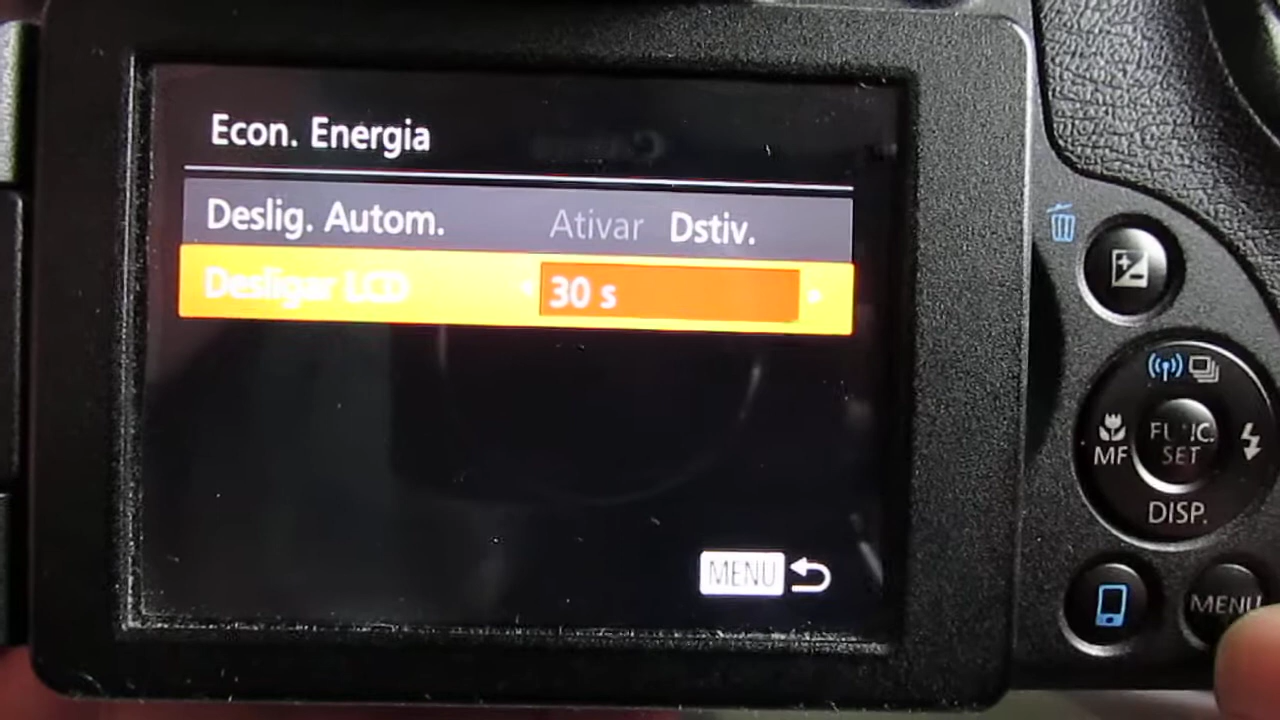 Econ. Energia
Deslig. Autom. Ativar Dstiv.
Desligar LCD 30 s
MENU
MF
FUNC.
SET
DISP.
MENU